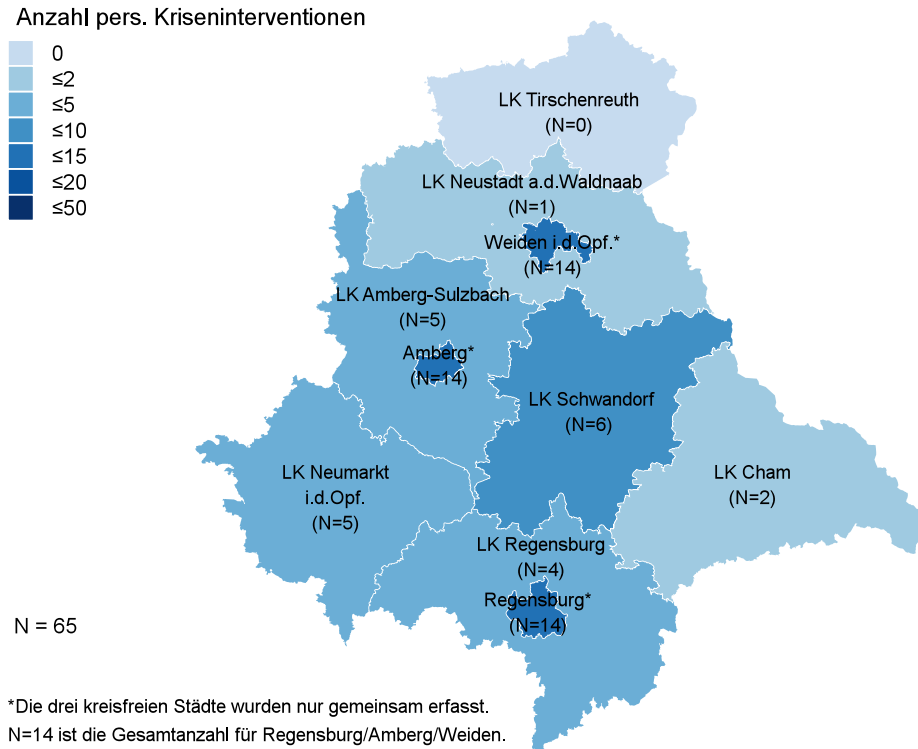 Anzahl pers. Kriseninterventionen
0
≤2
≤5
≤10
≤15
≤20
≤50
LK Tirschenreuth
(N=0)
LK Neustadt a.d.Waldnaab
(N=1)
Weiden i.d.Opf.*
(N=14)
LK Amberg-Sulzbach
(N=5)
Amberg*
(N=14)
LK Schwandorf
(N=6)
LK Neumarkt
i.d.Opf.
(N=5)
LK Cham
(N=2)
LK Regensburg
(N=4)
Regensburg*
(N=14)
N = 65
*Die drei kreisfreien Städte wurden nur gemeinsam erfasst.
N=14 ist die Gesamtanzahl für Regensburg/Amberg/Weiden.